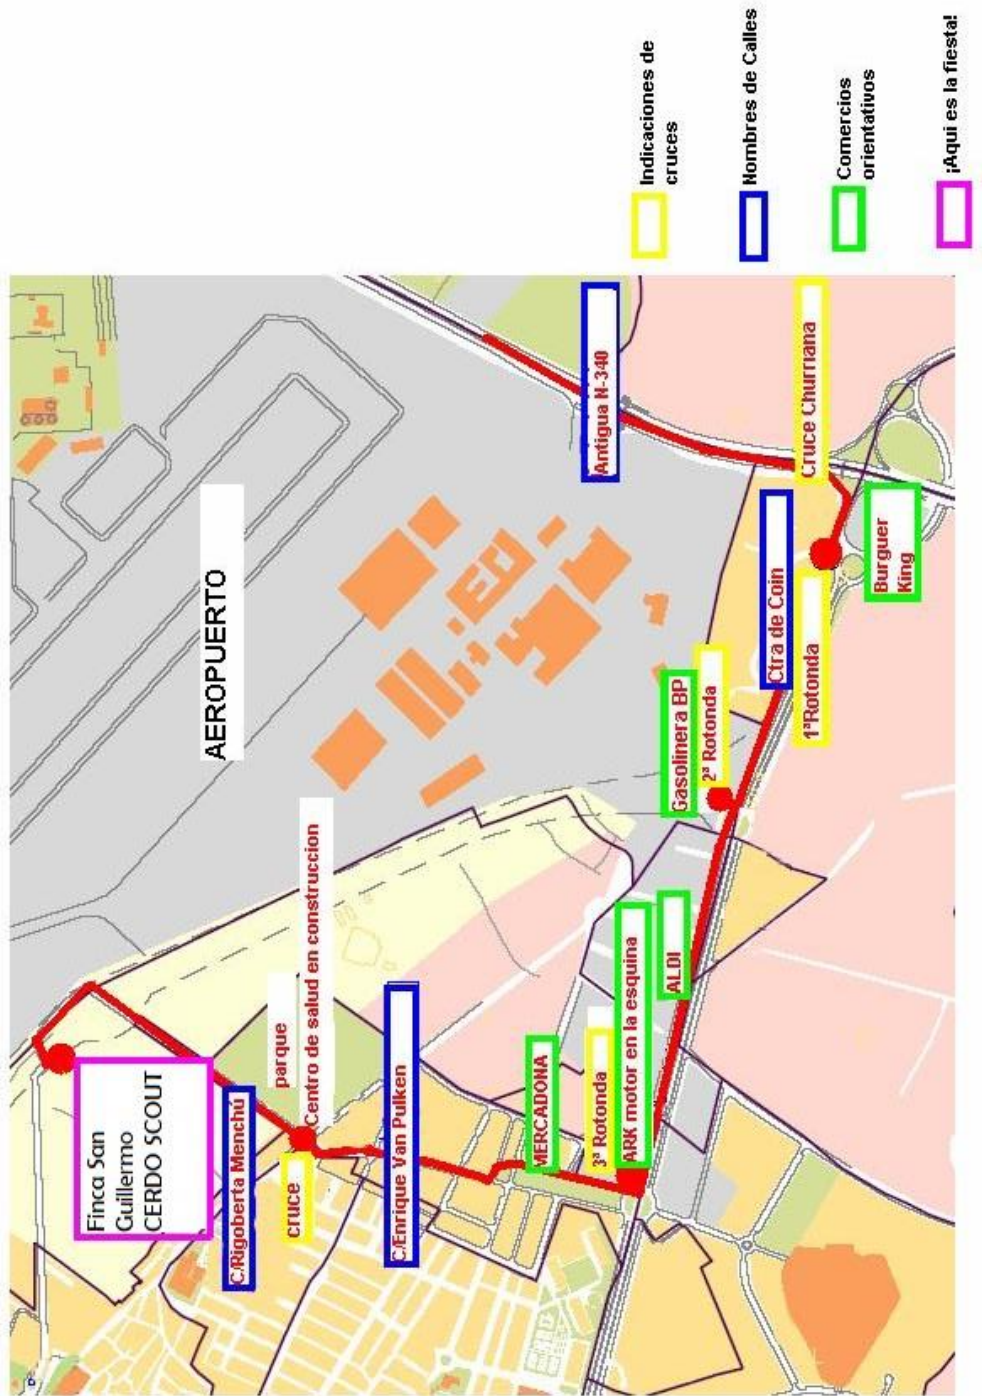 Finca San
Guillermo
CERDO SCOUT
AEROPUERTO
C/Rigoberta Menchú
parque
cruce
Centro de salud en construccion
C/Enrique Van Pulken
MERCADONA
3ª Rotonda
ARK motor en la esquina
ALDI
Gasolinera BP
2ª Rotonda
Antigua N-340
Ctra de Coin
1ªRotonda
Cruce Churriana
Burguer
King
Indicaciones de
cruces
Nombres de Calles
Comercios
orientativos
¡Aqui es la fiesta!